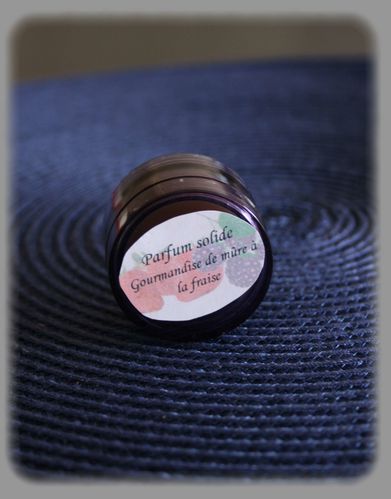 Parfum solide
Gourmandise de mûre à
la fraise